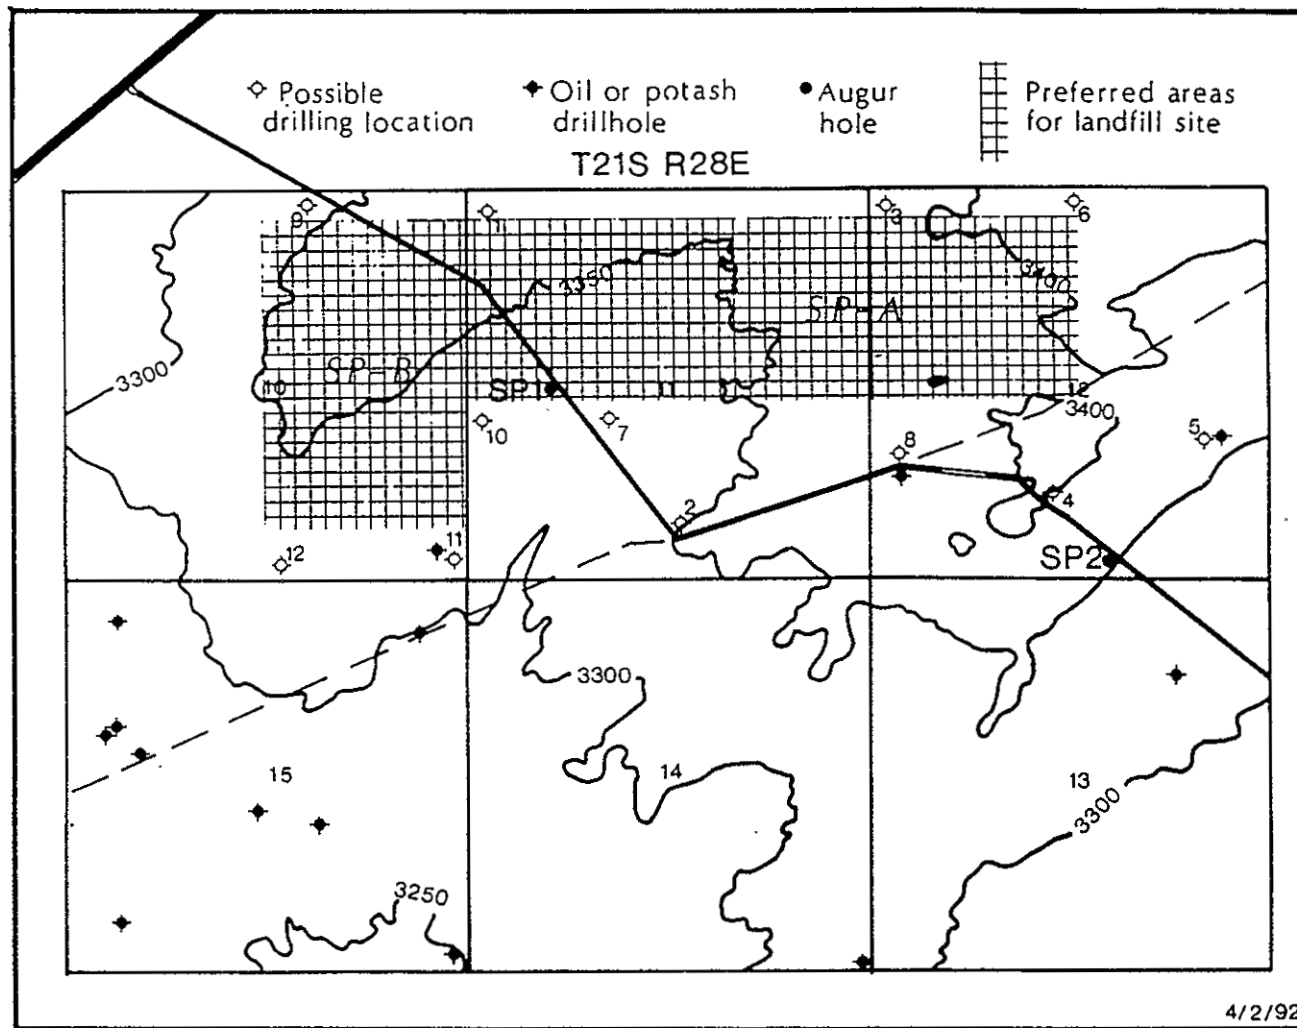 Possible
drilling location
Oil or potash
drillhole
Augur
hole
Preferred areas
for landfill site
T21S R28E
9
1
3
6
3350
3400
SP-A
3300
SP-B
10
SP1
11
12
3400
10
7
8
5
2
4
11
12
SP2
3300
15
14
13
3300
3250
4/2/92